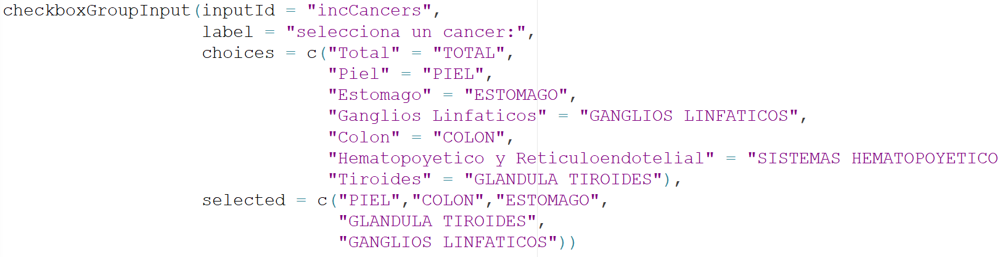 checkboxGroupInput(inputId = "incCancers",
label = "selecciona un cancer:",
choices = c("Total" = "TOTAL",
"Piel" = "PIEL",
"Estomago" = "ESTOMAGO",
"Ganglios Linfaticos" = "GANGLIOS LINFATICOS",
"Colon" = "COLON",
"Hematopoyetico y Reticuloendotelial" = "SISTEMAS HEMATOPOYETICO
"Tiroides" = "GLANDULA TIROIDES"),
selected = c("PIEL","COLON","ESTOMAGO",
"GLANDULA TIROIDES",
"GANGLIOS LINFATICOS"))